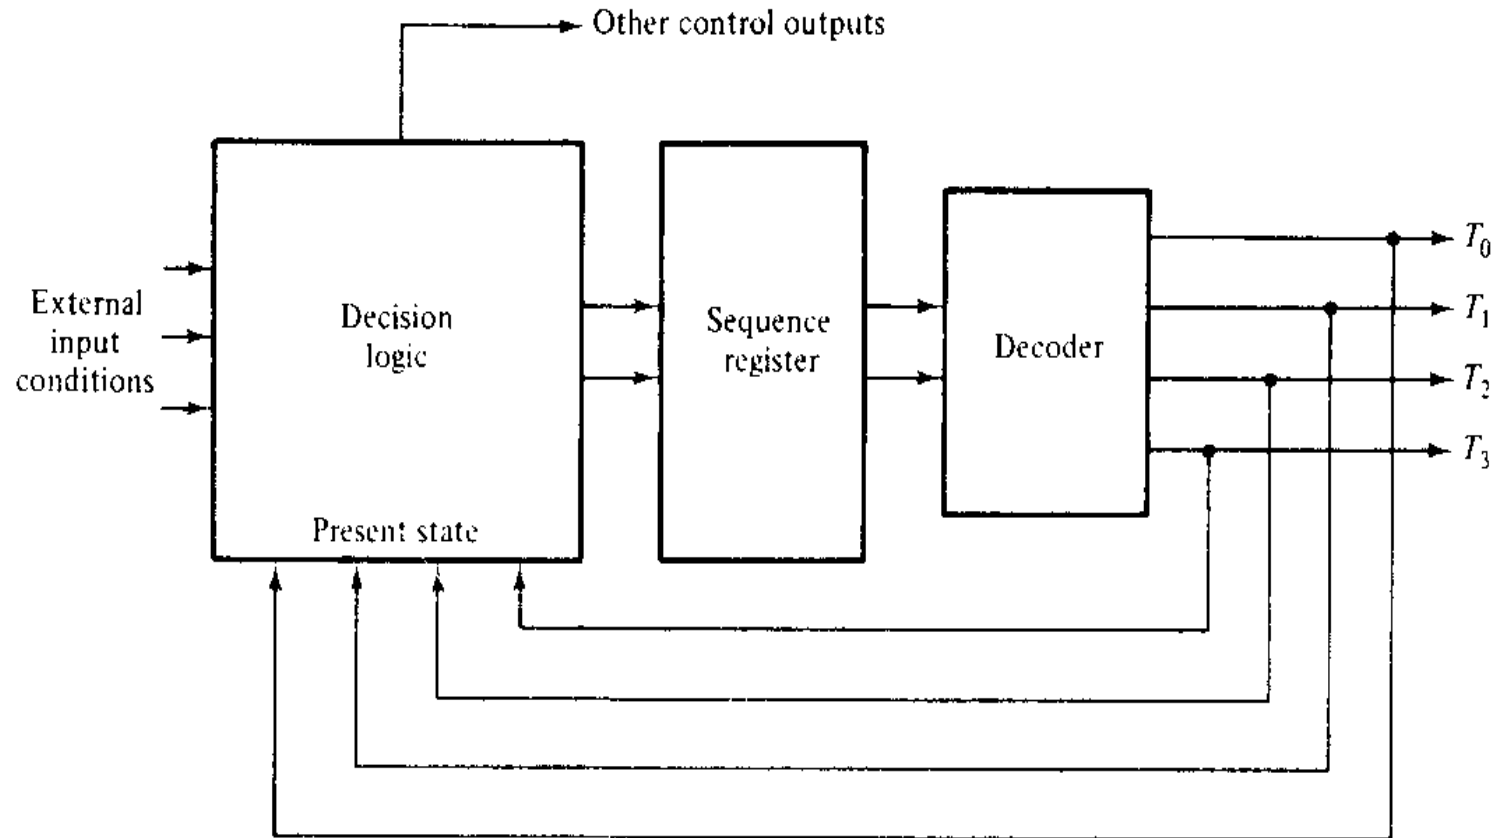 Other control outputs
External
input
conditions
Decision
logic
Present state
Sequence
register
Decoder
T0
T1
T2
T3